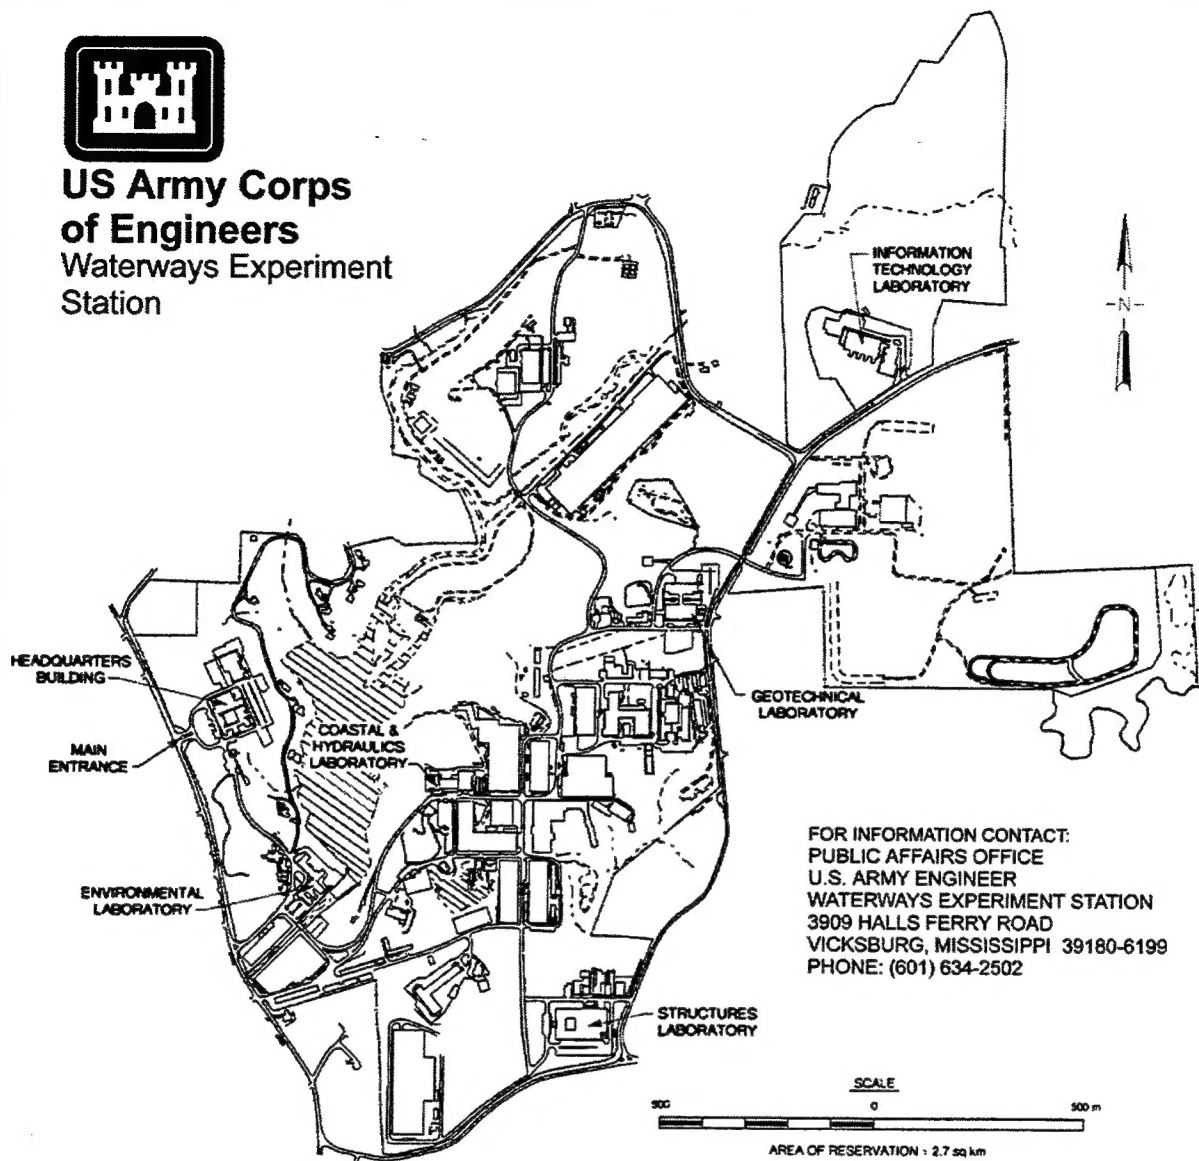 US Army Corps
of Engineers
Waterways Experiment
Station
INFORMATION
TECHNOLOGY
LABORATORY
N
HEADQUARTERS
BUILDING
MAIN
ENTRANCE
COASTAL &
HYDRAULICS
LABORATORY
GEOTECHNICAL
LABORATORY
ENVIRONMENTAL
LABORATORY
STRUCTURES
LABORATORY
FOR INFORMATION CONTACT:
PUBLIC AFFAIRS OFFICE
U.S. ARMY ENGINEER
WATERWAYS EXPERIMENT STATION
3909 HALLS FERRY ROAD
VICKSBURG, MISSISSIPPI 39180-6199
PHONE: (601) 634-2502
SCALE
500 0 500 m
AREA OF RESERVATION : 2.7 sq km